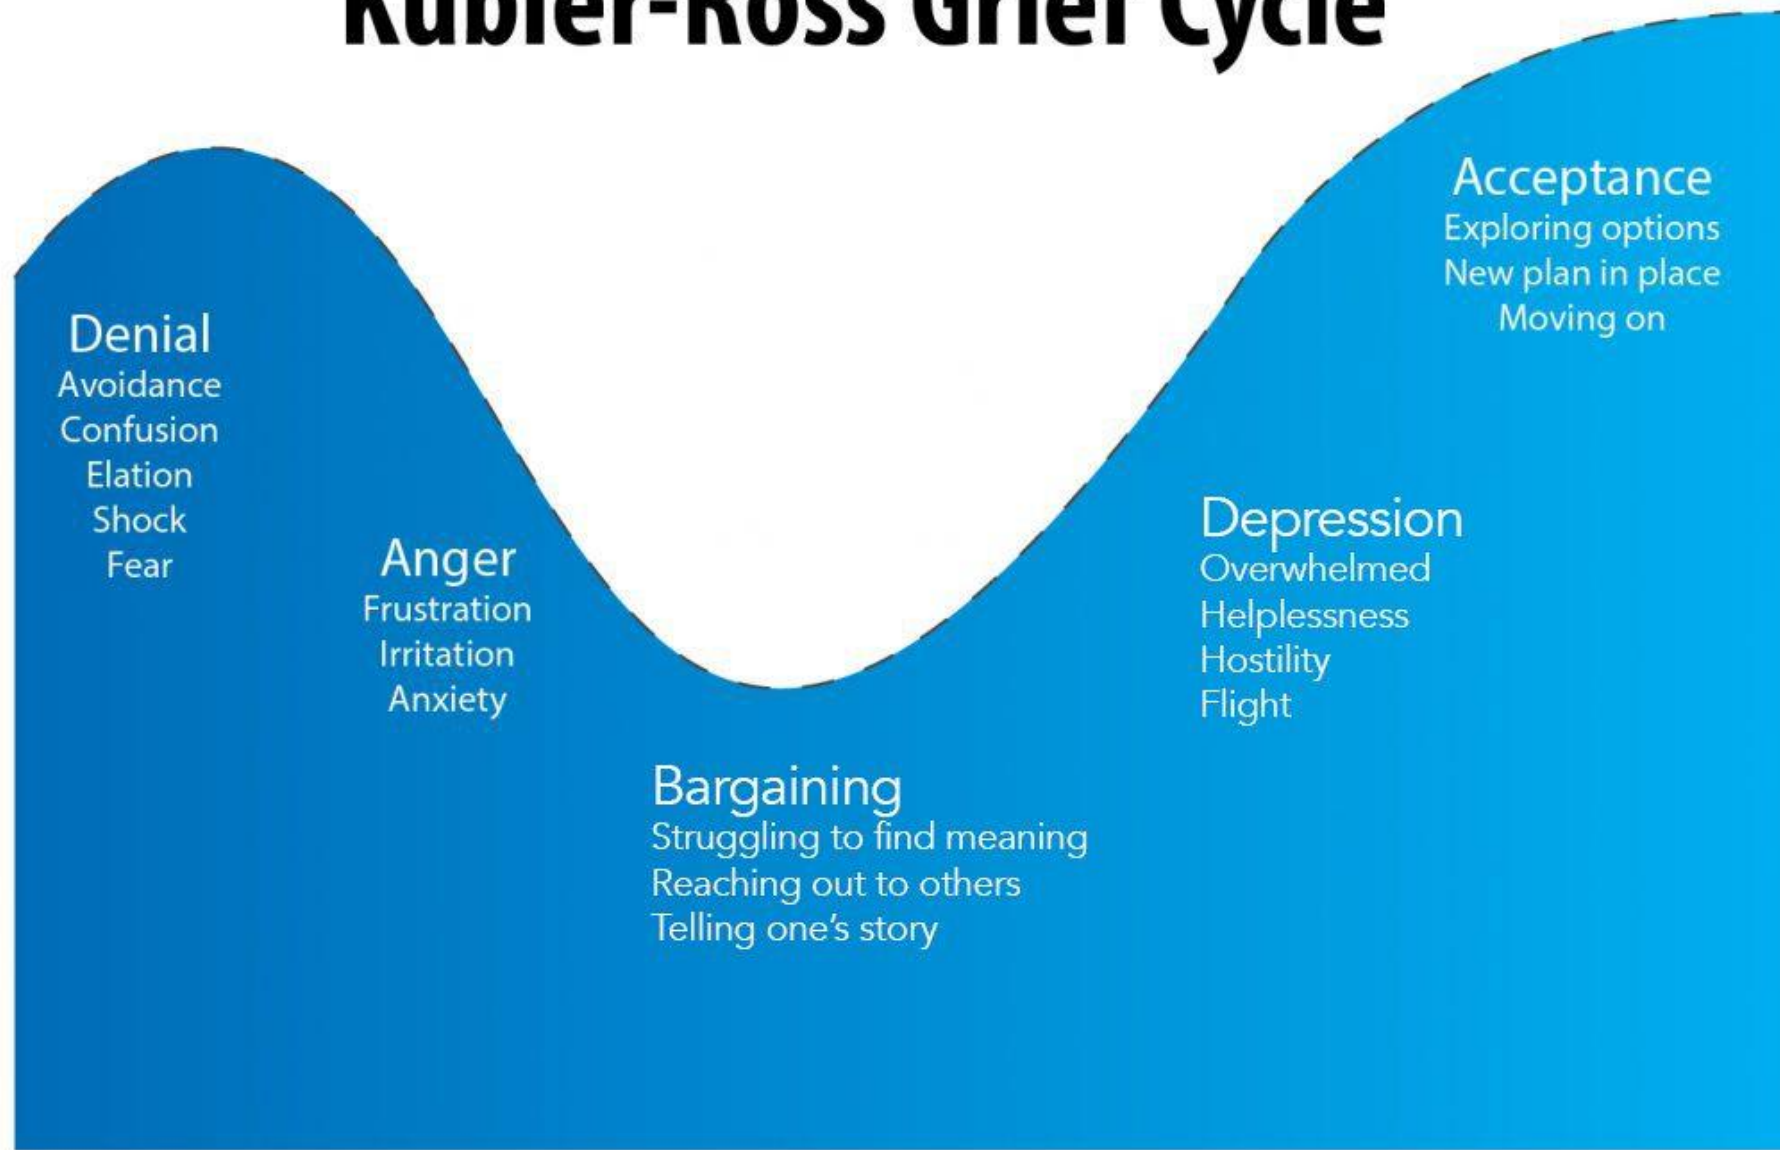 Kubler-Ross Grief Cycle
Denial
Avoidance
Confusion
Elation
Shock
Fear
Anger
Frustration
Irritation
Anxiety
Bargaining
Struggling to find meaning
Reaching out to others
Telling one's story
Depression
Overwhelmed
Helplessness
Hostility
Flight
Acceptance
Exploring options
New plan in place
Moving on